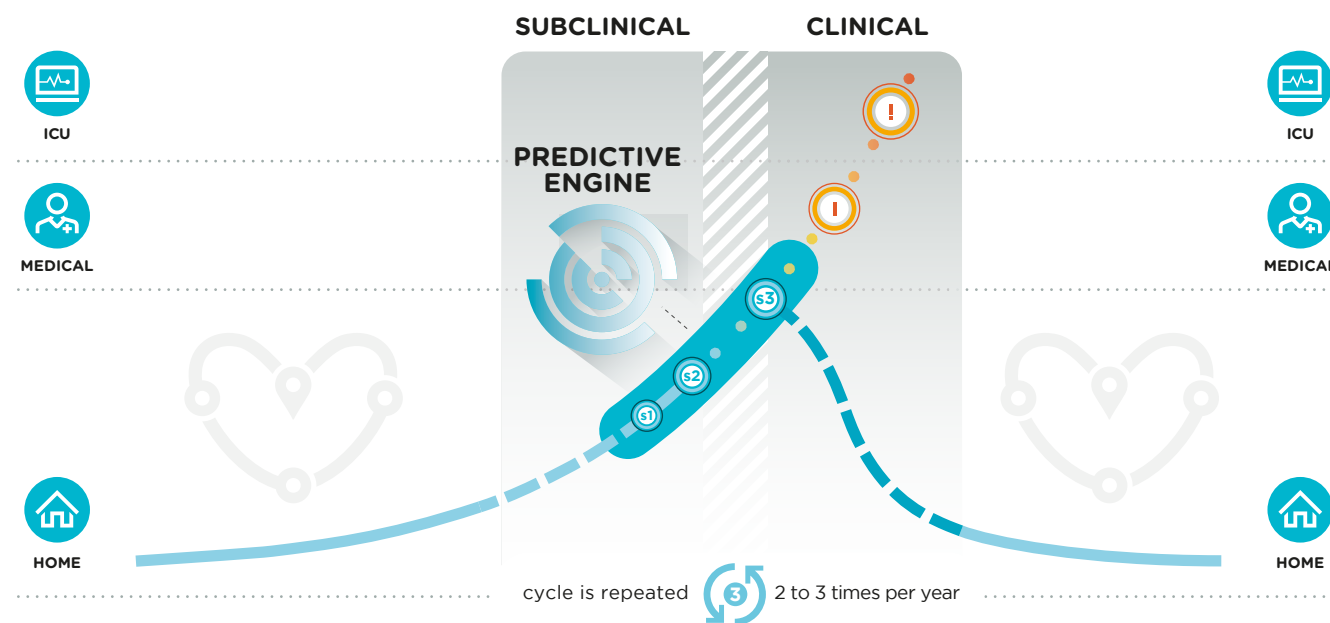 SUBCLINICAL
CLINICAL
ICU
ICU
PREDICTIVE
ENGINE
!
!
MEDICAL
MEDICAL
s3
s2
s1
HOME
HOME
cycle is repeated 3 2 to 3 times per year